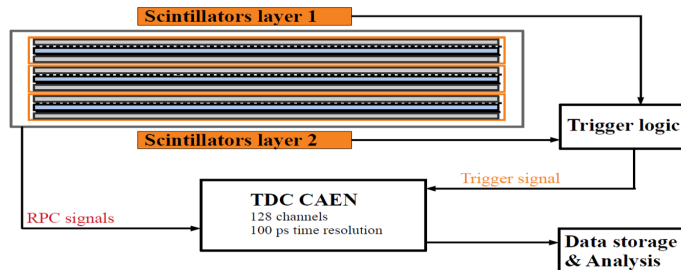 Scintillators layer 1
Scintillators layer 2
Trigger logic
Trigger signal
RPC signals
TDC CAEN
128 channels
100 ps time resolution
Data storage
& Analysis